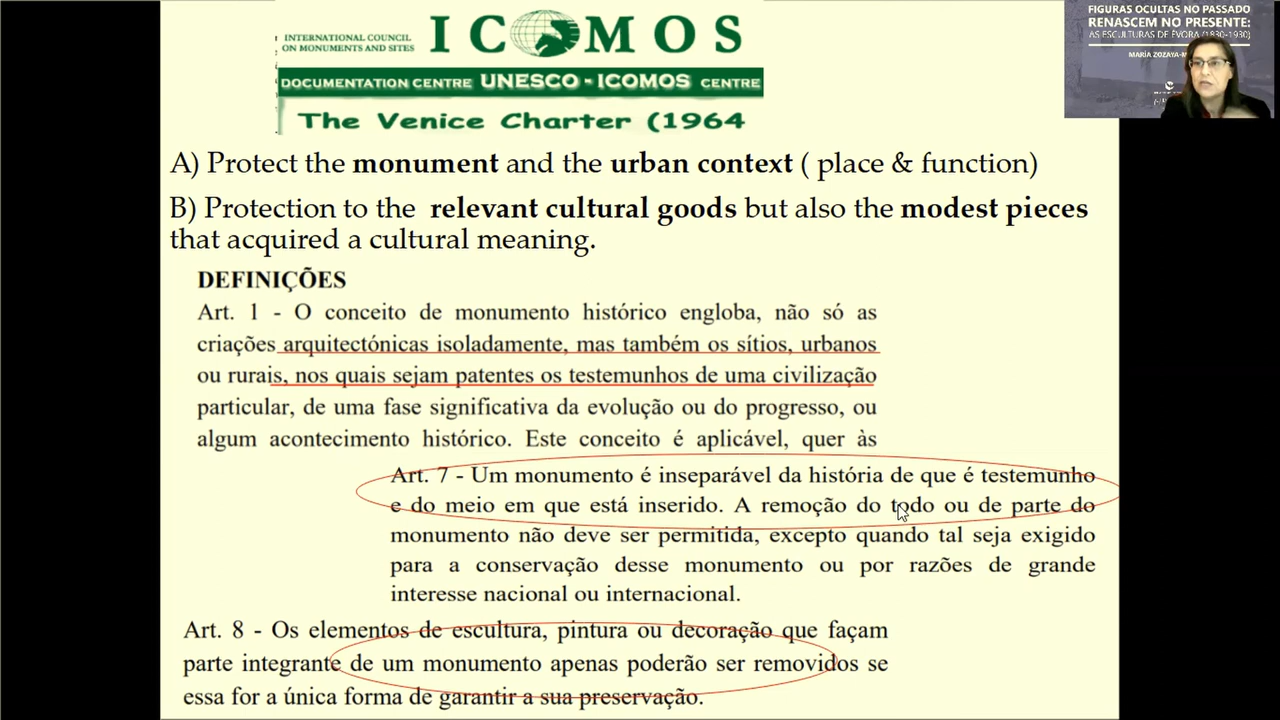 INTERNATIONAL COUNCIL
ON MONUMENTS AND SITES
ICOMOS
DOCUMENTATION CENTRE UNESCO - ICOMOS CENTRE
The Venice Charter (1964
A) Protect the monument and the urban context ( place & function)
B) Protection to the relevant cultural goods but also the modest pieces
that acquired a cultural meaning.
DEFINIÇÕES
Art. 1 - O conceito de monumento histórico engloba, não só as
criações arquitectónicas isoladamente, mas também os sítios, urbanos
ou rurais, nos quais sejam patentes os testemunhos de uma civilização
particular, de uma fase significativa da evolução ou do progresso, ou
algum acontecimento histórico. Este conceito é aplicável, quer às
Art. 7 - Um monumento é inseparável da história de que é testemunho
e do meio em que está inserido. A remoção do todo ou de parte do
monumento não deve ser permitida, excepto quando tal seja exigido
para a conservação desse monumento ou por razões de grande
interesse nacional ou internacional.
Art. 8 - Os elementos de escultura, pintura ou decoração que façam
parte integrante de um monumento apenas poderão ser removidos se
essa for a única forma de garantir a sua preservação.
FIGURAS OCULTAS NO PASSADO
RENASCEM NO PRESENTE:
AS ESCULTURAS DE ÉVORA (1830-1930)
MARÍA ZOZAYA-M